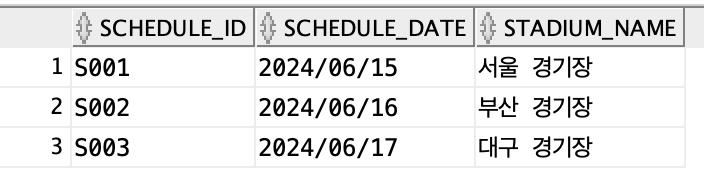 SCHEDULE_ID SCHEDULE_DATE STADIUM_NAME
1 S001 2024/06/15 서울 경기장
2 S002 2024/06/16 부산 경기장
3 S003 2024/06/17 대구 경기장